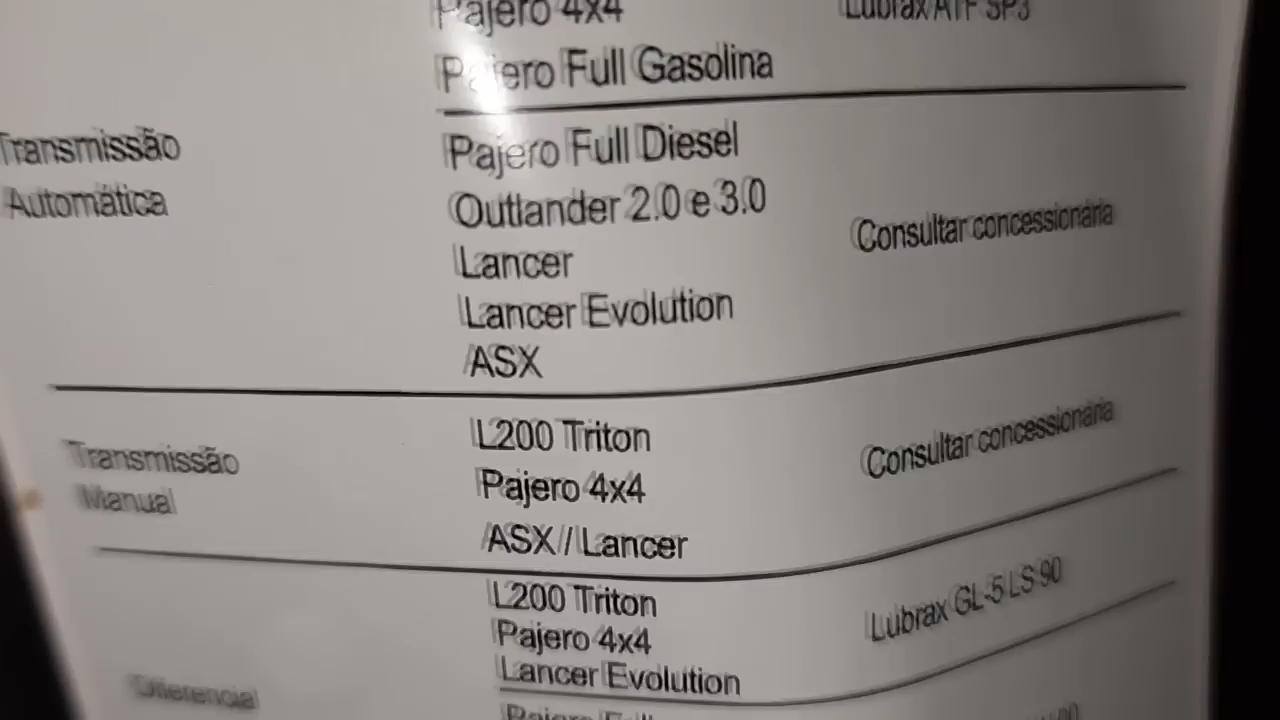 Pajero 4x4
Lubrax ATF SP3
Pajero Full Gasolina
Transmissão
Automática
Pajero Full Diesel
Outlander 2.0 e 3.0
Lancer
Lancer Evolution
ASX
Consultar concessionária
Transmissão
Manual
L200 Triton
Pajero 4x4
ASX // Lancer
Consultar concessionária
Diferencial
L200 Triton
Pajero 4x4
Lancer Evolution
Lubrax GL-5 LS 90
Pajero Full